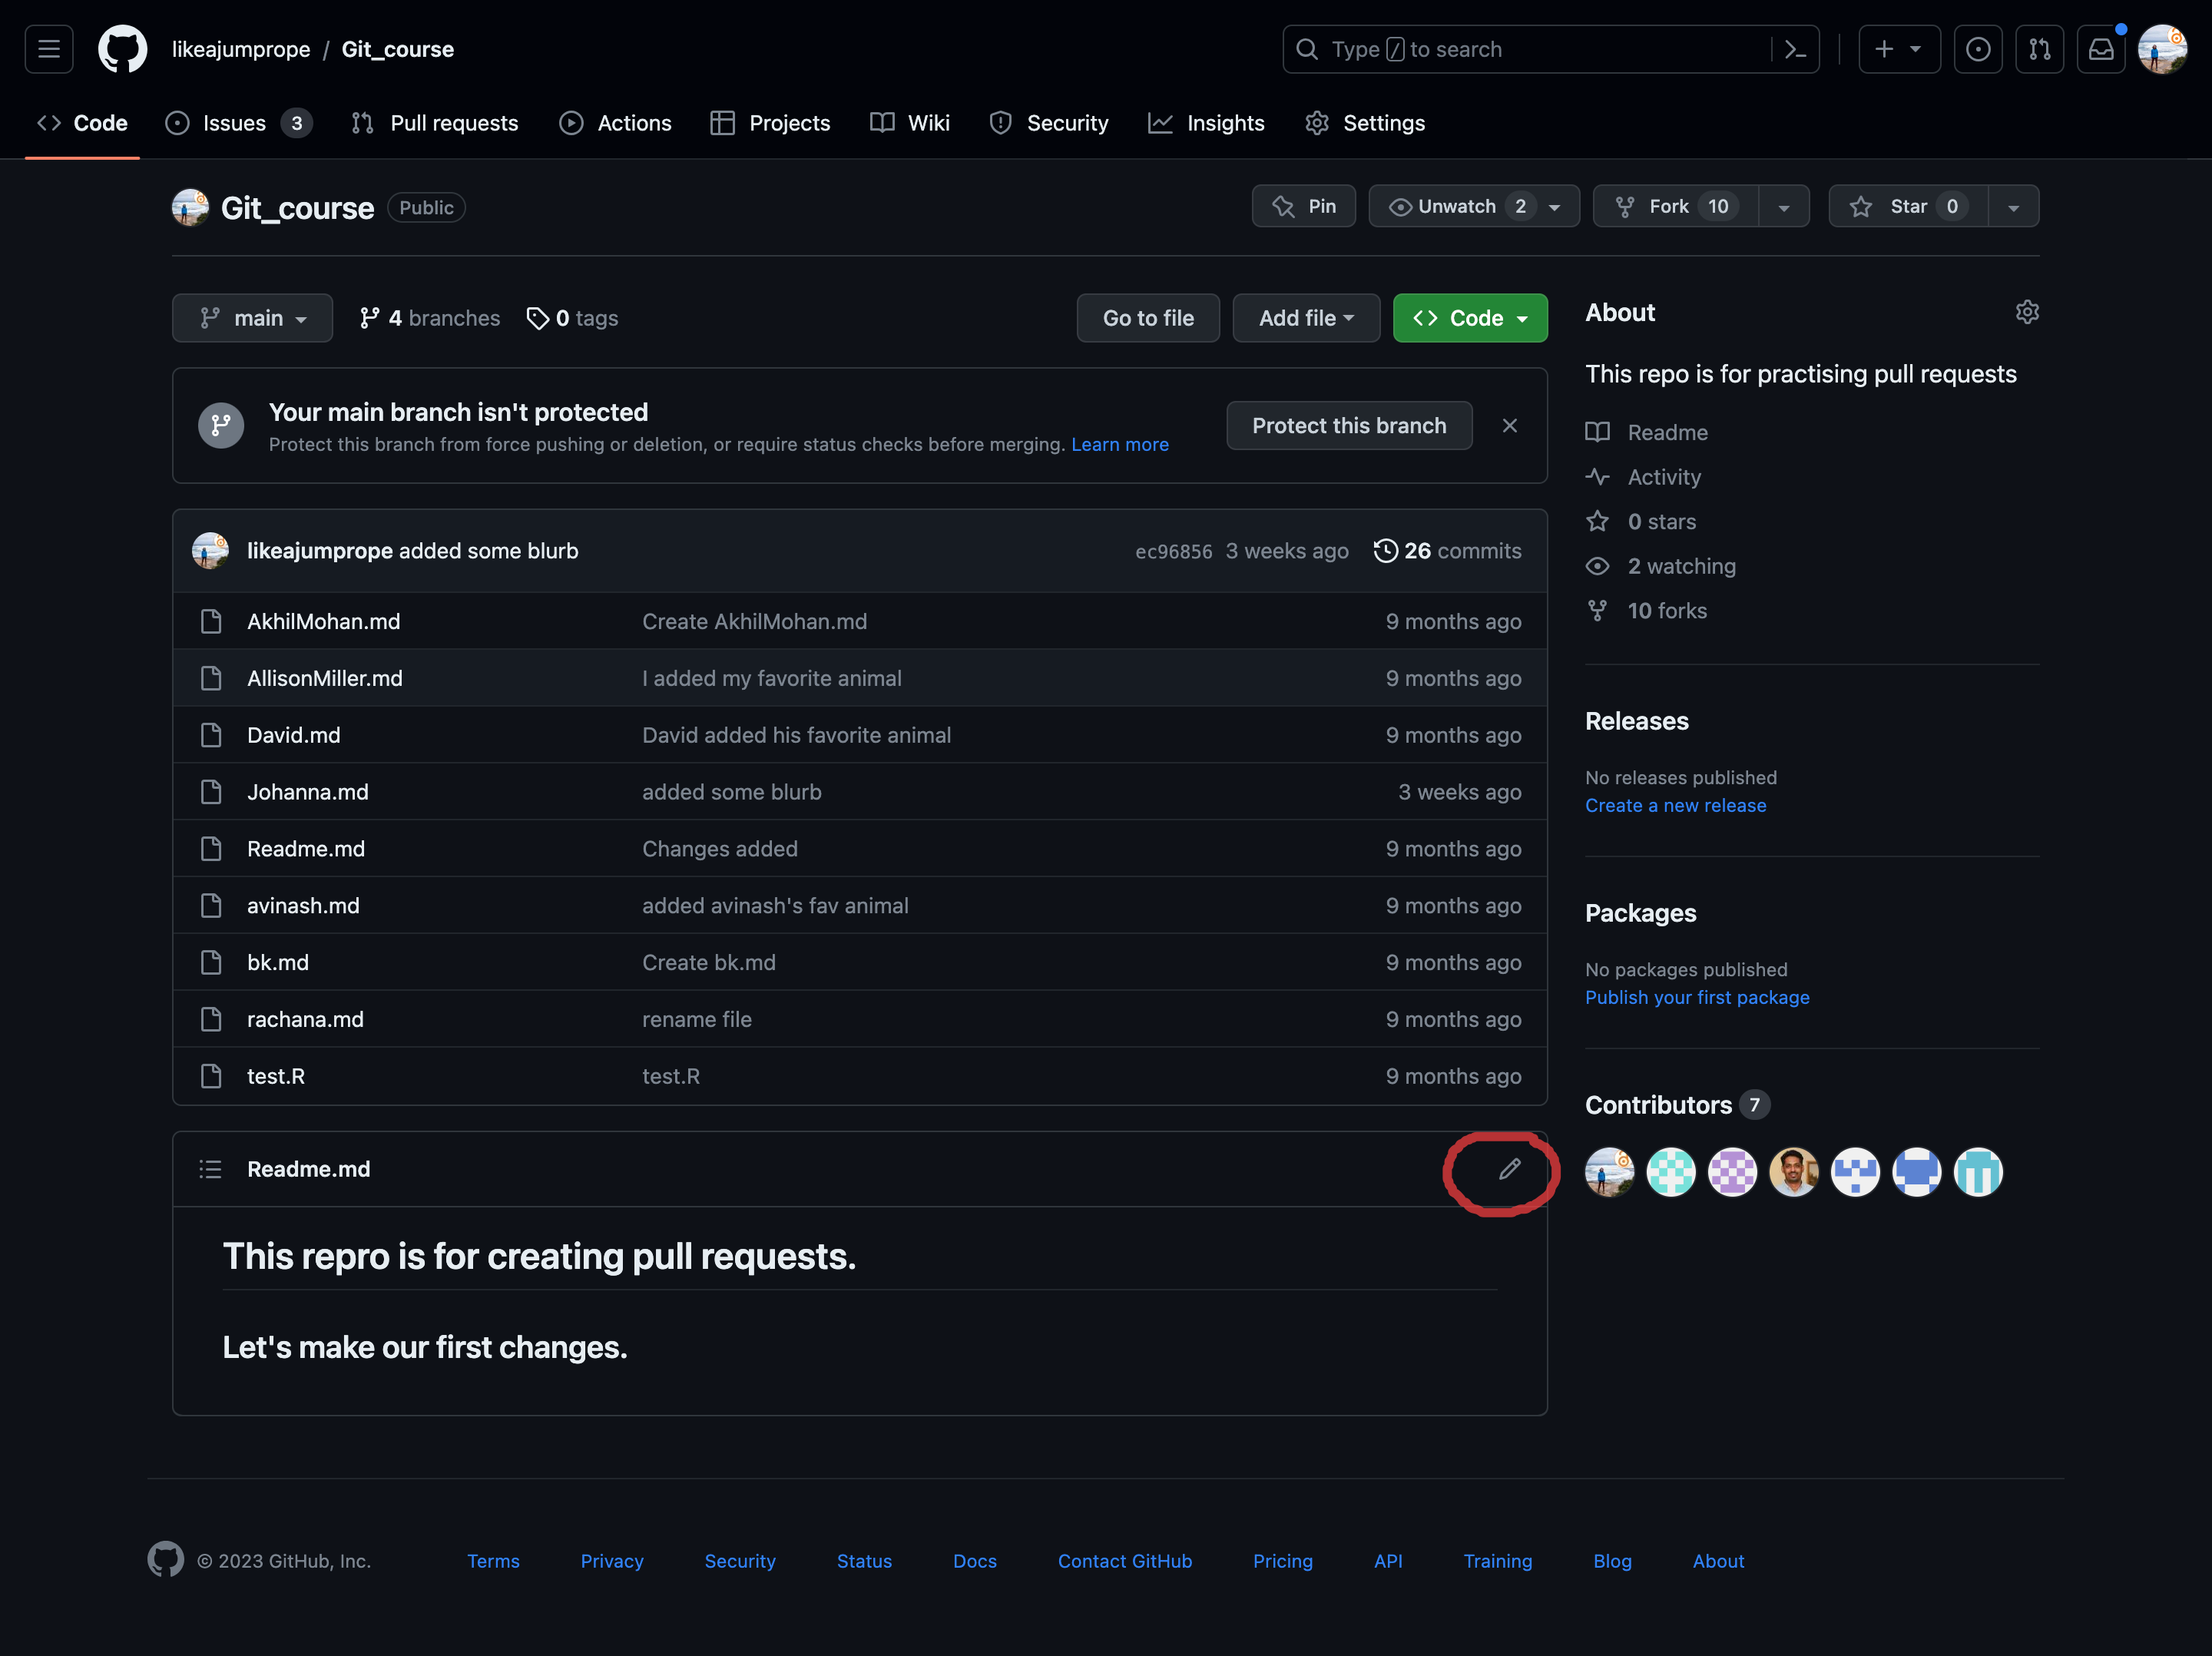 likeajumprope / Git_course
Type / to search
Code Issues 3 Pull requests Actions Projects Wiki Security Insights Settings
Git_course Public
Pin Unwatch 2 Fork 10 Star 0
main 4 branches 0 tags Go to file Add file Code
Your main branch isn't protected
Protect this branch from force pushing or deletion, or require status checks before merging. Learn more
Protect this branch
likeajumprope added some blurb ec96856 3 weeks ago 26 commits
AkhilMohan.md Create AkhilMohan.md 9 months ago
AllisonMiller.md I added my favorite animal 9 months ago
David.md David added his favorite animal 9 months ago
Johanna.md added some blurb 3 weeks ago
Readme.md Changes added 9 months ago
avinash.md added avinash's fav animal 9 months ago
bk.md Create bk.md 9 months ago
rachana.md rename file 9 months ago
test.R test.R 9 months ago
Readme.md
This repro is for creating pull requests.
Let's make our first changes.
About
This repo is for practising pull requests
Readme
Activity
0 stars
2 watching
10 forks
Releases
No releases published
Create a new release
Packages
No packages published
Publish your first package
Contributors 7
© 2023 GitHub, Inc. Terms Privacy Security Status Docs Contact GitHub Pricing API Training Blog About